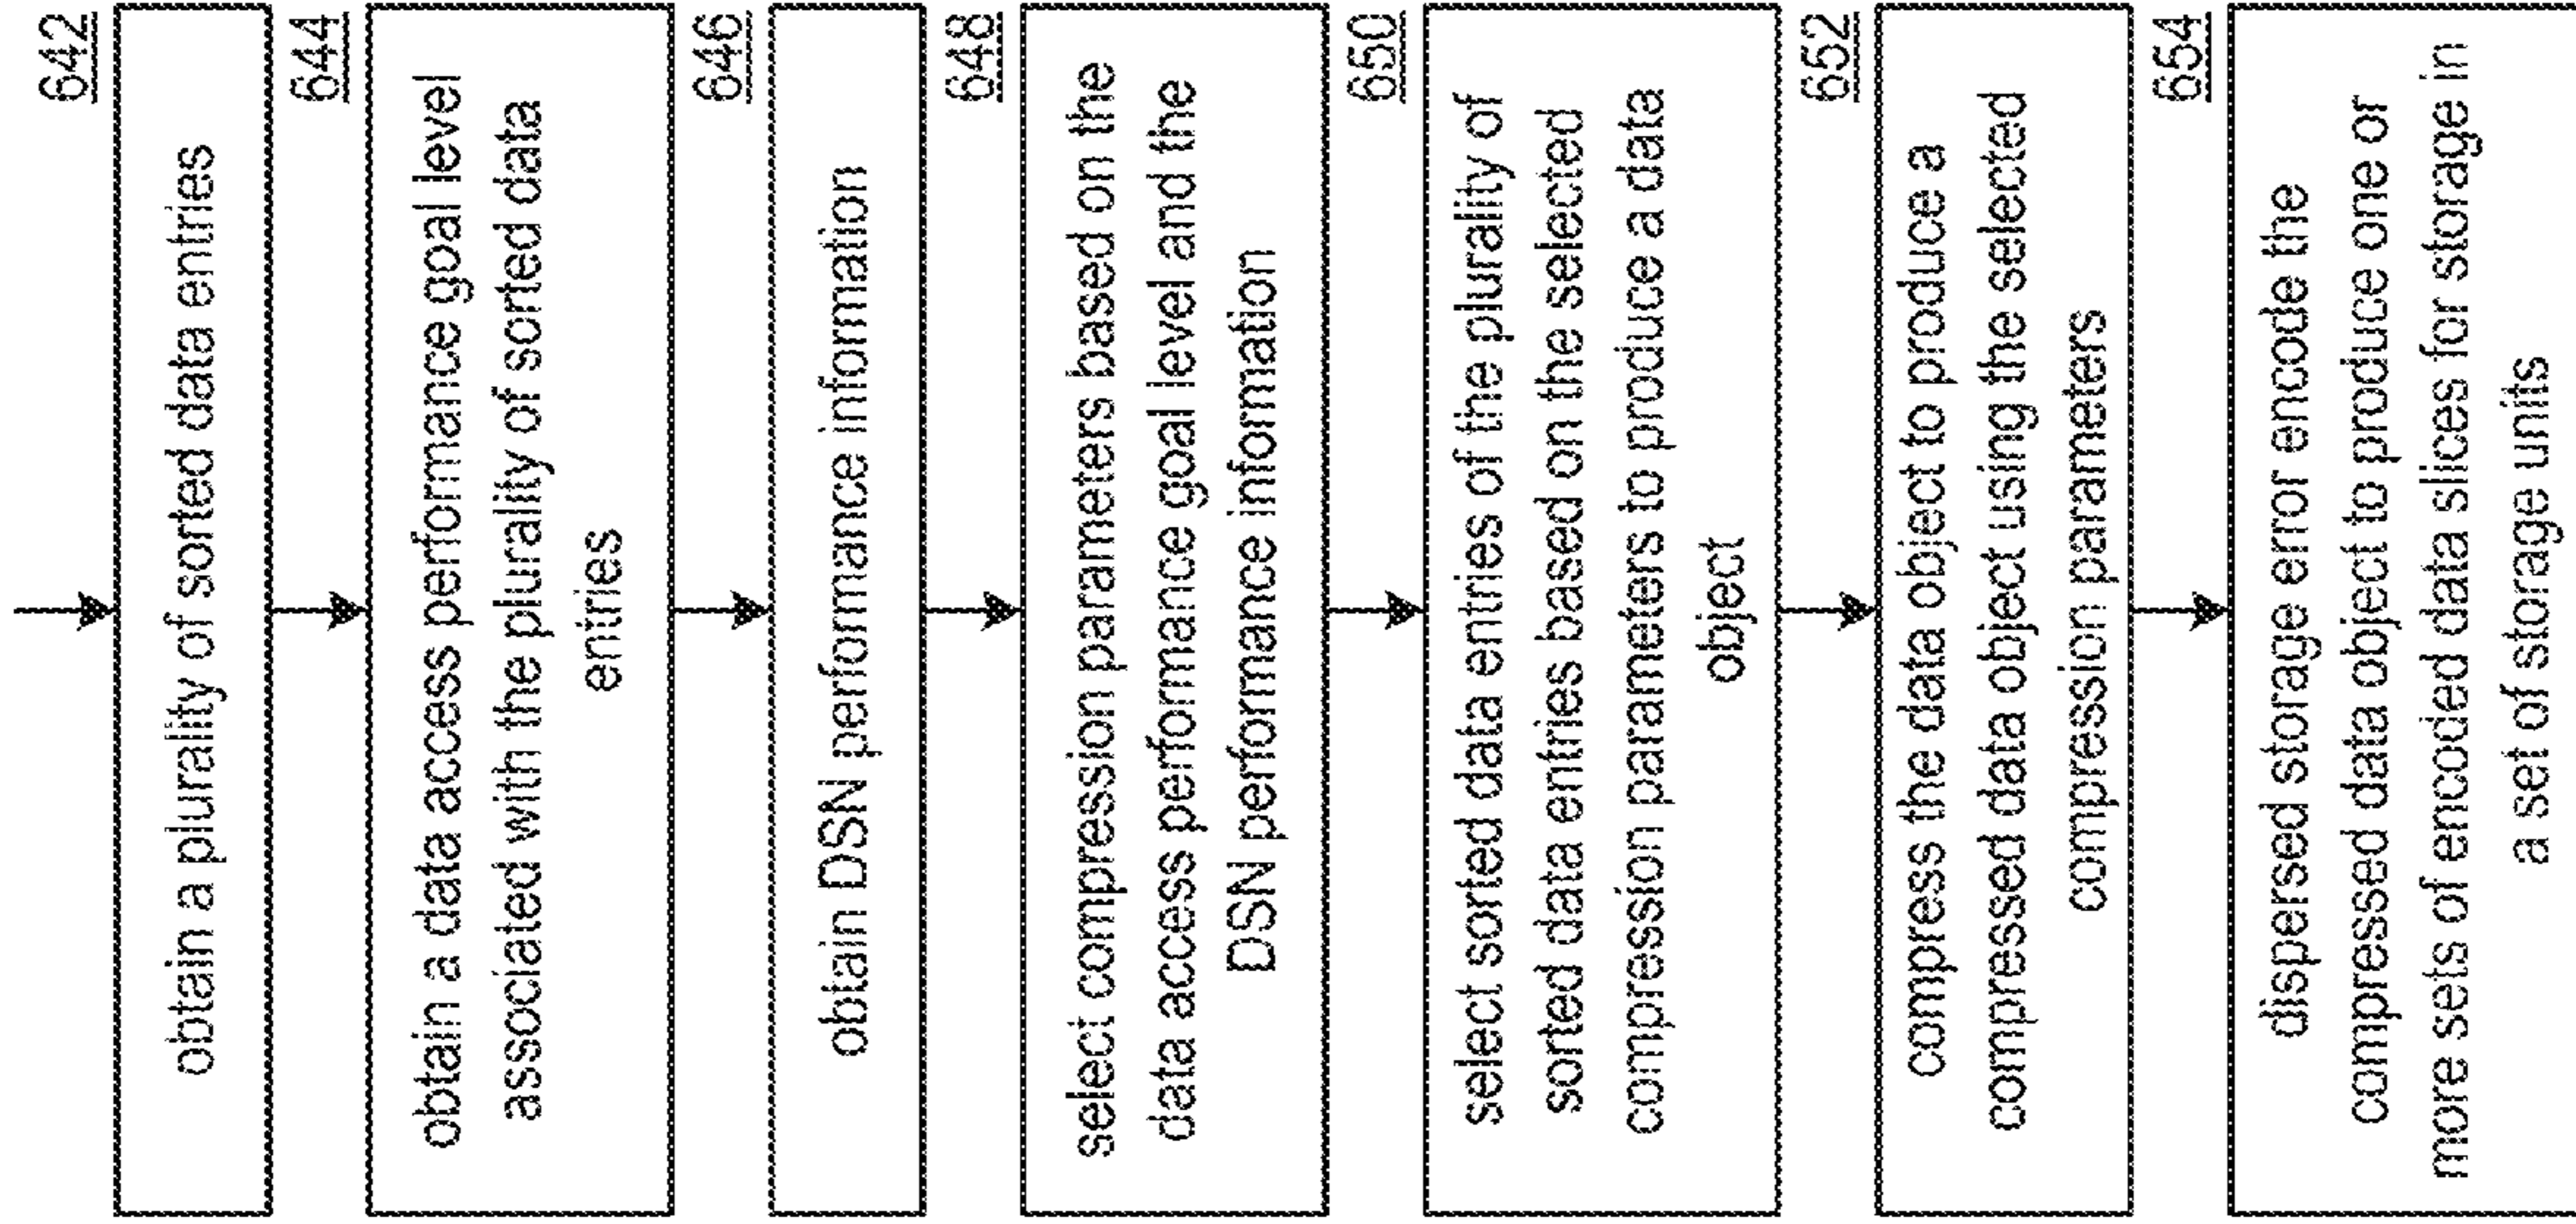 642
obtain a plurality of sorted data entries
644
obtain a data access performance goal level
associated with the plurality of sorted data
entries
646
obtain DSN performance information
648
select compression parameters based on the
data access performance goal level and the
DSN performance information
650
select sorted data entries of the plurality of
sorted data entries based on the selected
compression parameters to produce a data
object
652
compress the data object to produce a
compressed data object using the selected
compression parameters
654
dispersed storage error encode the
compressed data object to produce one or
more sets of encoded data slices for storage in
a set of storage units